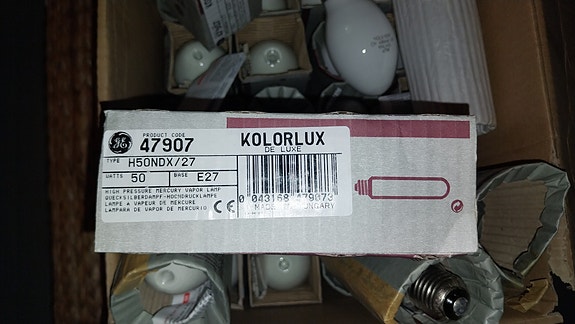 GE
PRODUCT CODE
47907
KOLORLUX
DE LUXE
TYPE H50NDX/27
WATTS 50 BASE E27
HIGH PRESSURE MERCURY VAPOR LAMP
QUECKSILBERDAMPF-HOCHDRUCKLAMPE
LAMPE A VAPEUR DE MERCURE
LAMPARA DE VAPOR DE MERCURIO
CE
0 043168 479073
MADE IN HUNGARY